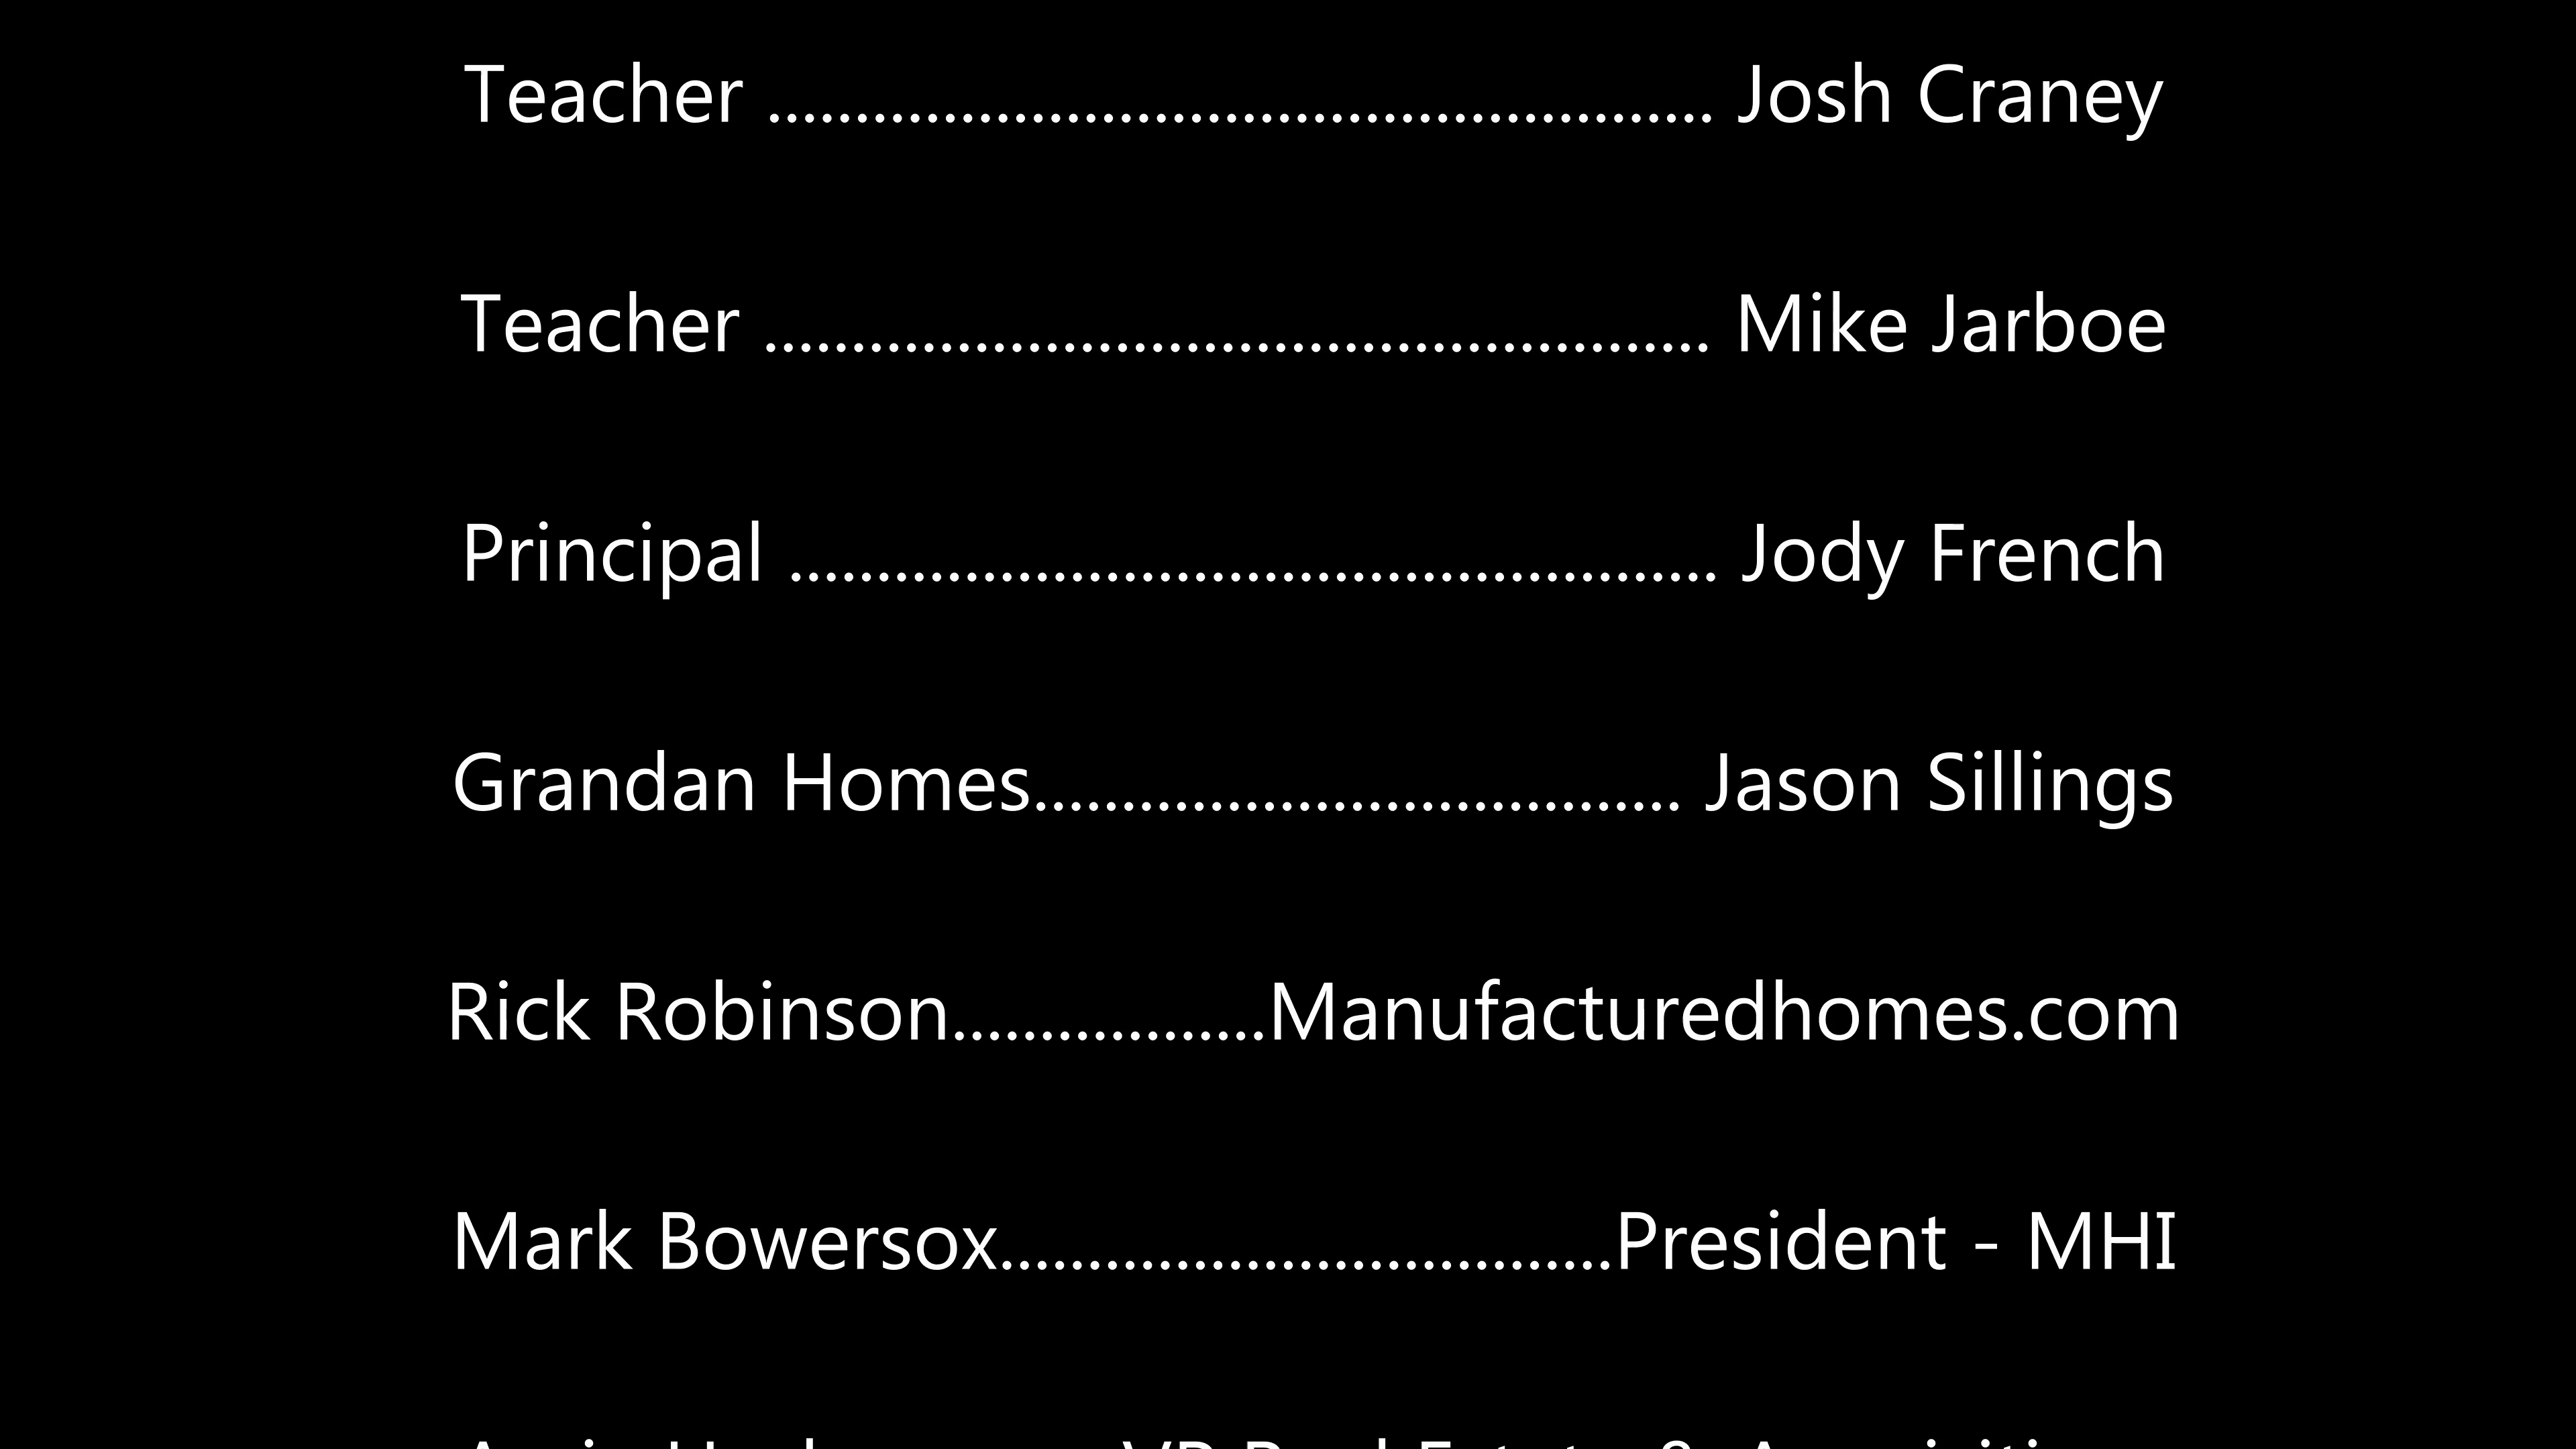 Teacher ...................................................... Josh Craney
Teacher ...................................................... Mike Jarboe
Principal ..................................................... Jody French
Grandan Homes..................................... Jason Sillings
Rick Robinson..................Manufacturedhomes.com
Mark Bowersox...................................President - MHI